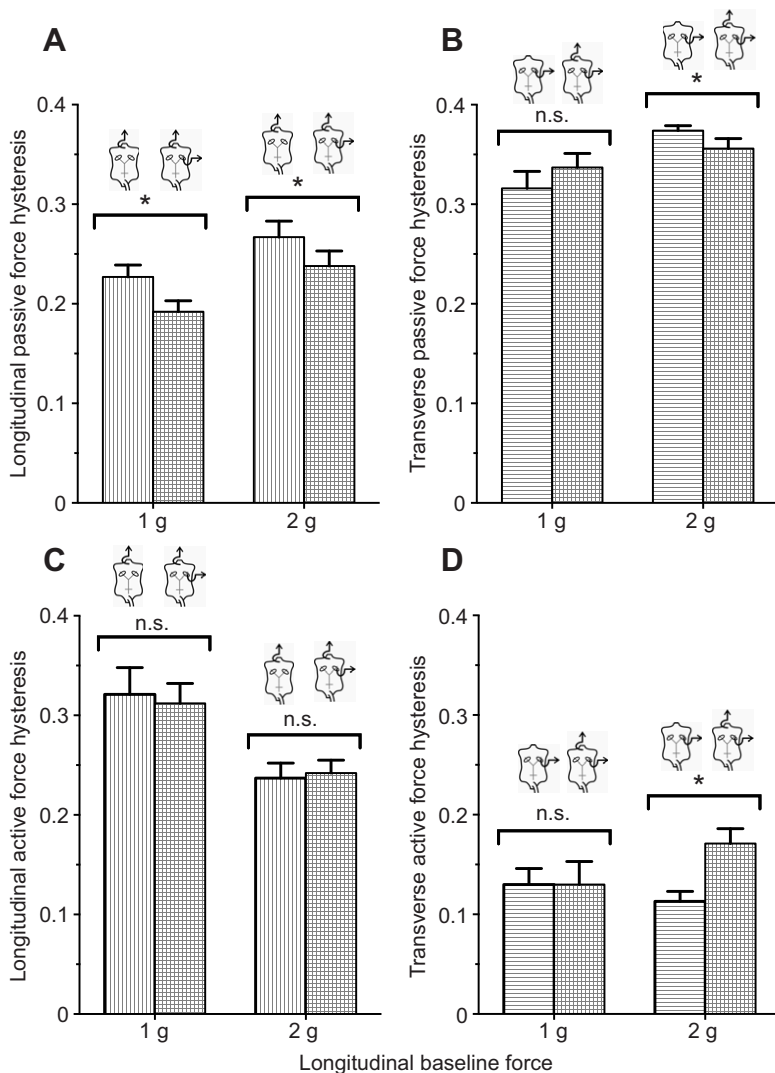 A
Longitudinal passive force hysteresis
0.4
0.3
0.2
0.1
0
*
*
1 g
2 g
B
Transverse passive force hysteresis
0.4
0.3
0.2
0.1
0
n.s.
*
1 g
2 g
C
Longitudinal active force hysteresis
0.4
0.3
0.2
0.1
0
n.s.
n.s.
1 g
2 g
D
Transverse active force hysteresis
0.4
0.3
0.2
0.1
0
n.s.
*
1 g
2 g
Longitudinal baseline force